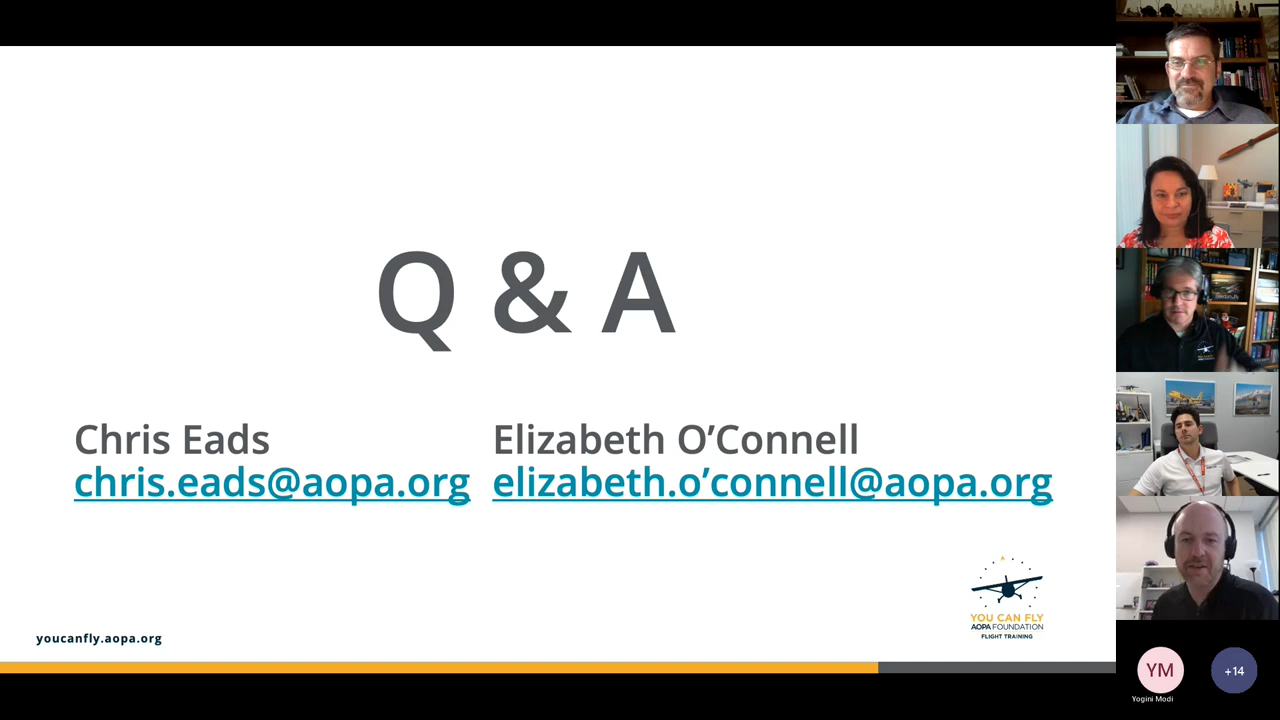 Q & A
Chris Eads
chris.eads@aopa.org
Elizabeth O’Connell
elizabeth.o’connell@aopa.org
YOU CAN FLY
AOPA FOUNDATION
FLIGHT TRAINING
youcanfly.aopa.org
YM
Yogini Modi
+14